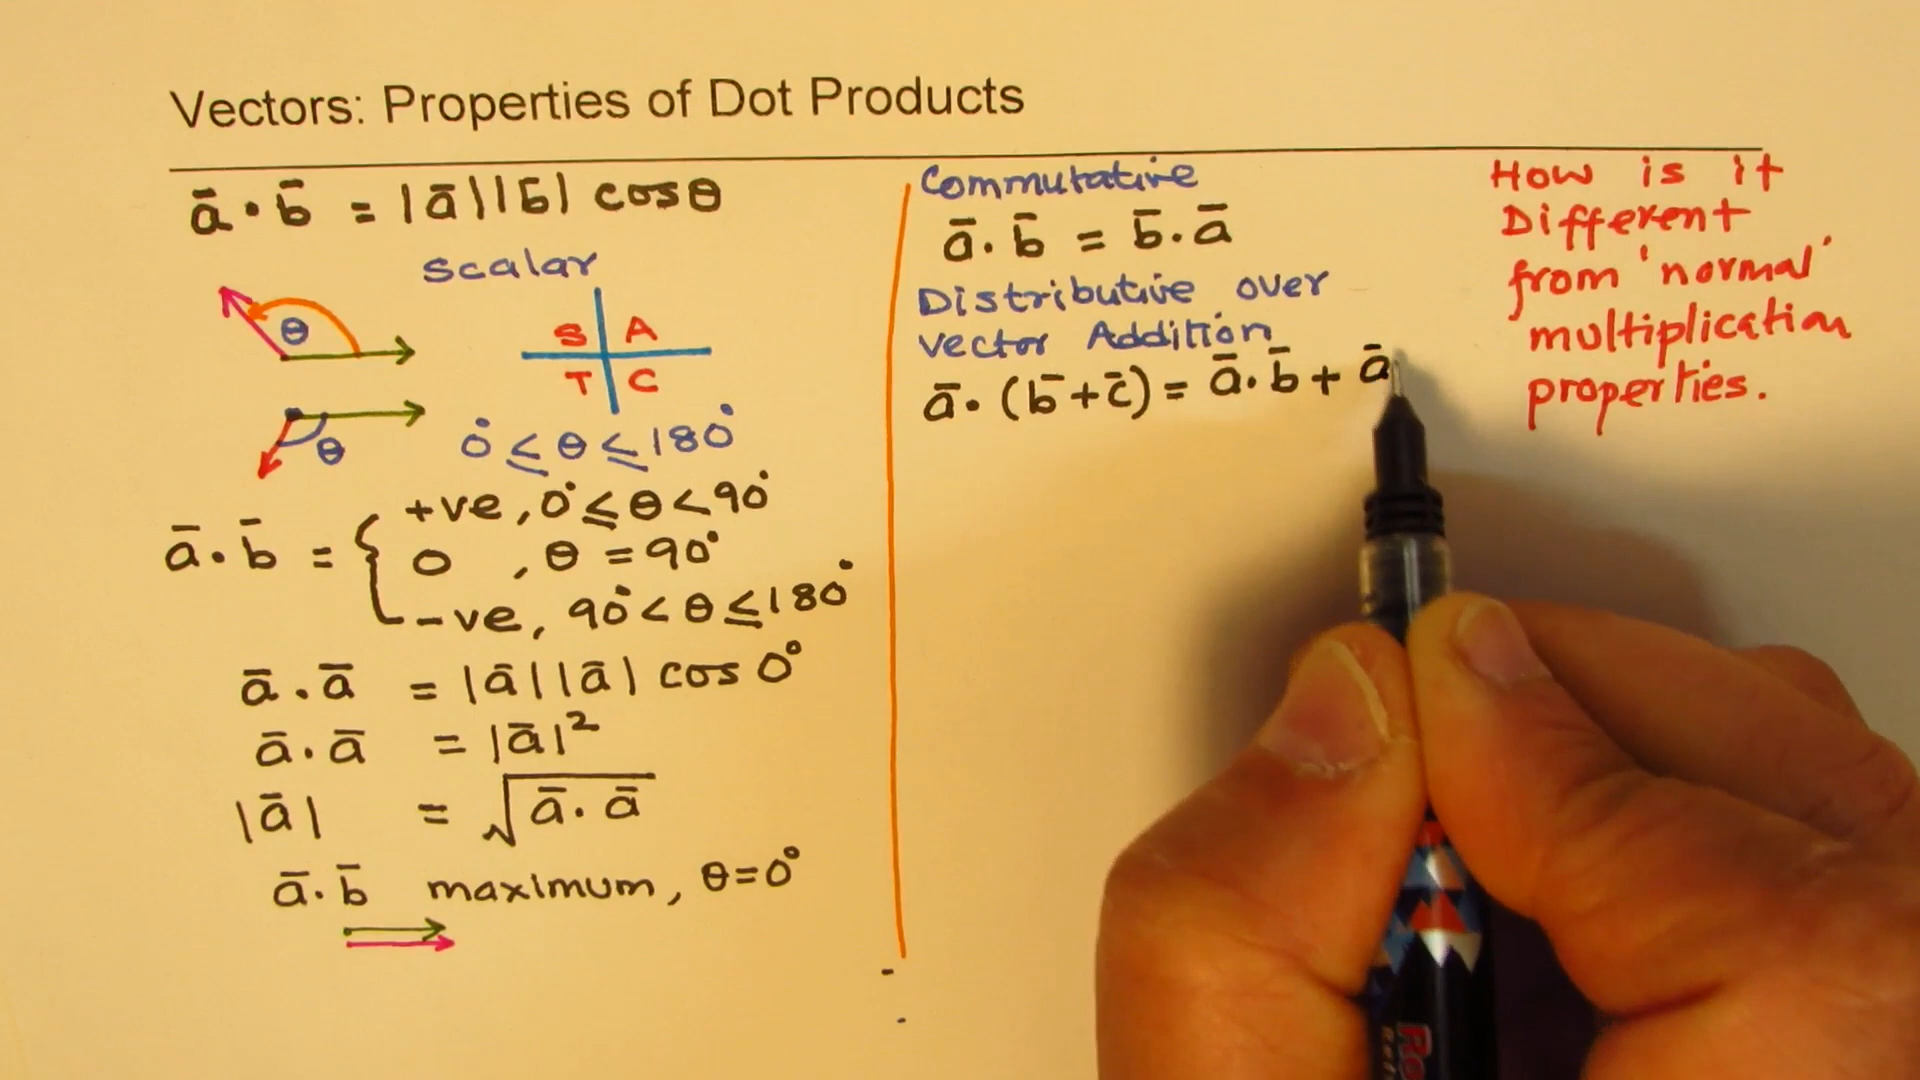 Vectors: Properties of Dot Products
ā · b̄ = |ā||b̄| cosθ
scalar
θ
S A
T C
θ
0° ≤ θ ≤ 180°
ā · b̄ = { +ve, 0° ≤ θ < 90°
0 , θ = 90°
-ve, 90° < θ ≤ 180°
ā · ā = |ā||ā| cos 0°
ā · ā = |ā|²
|ā| = √ā · ā
ā · b̄ maximum, θ = 0°
Commutative
ā · b̄ = b̄ · ā
Distributive over
vector Addition
ā · (b̄ + c̄) = ā · b̄ + ā
How is it
Different
from 'normal'
multiplication
properties.